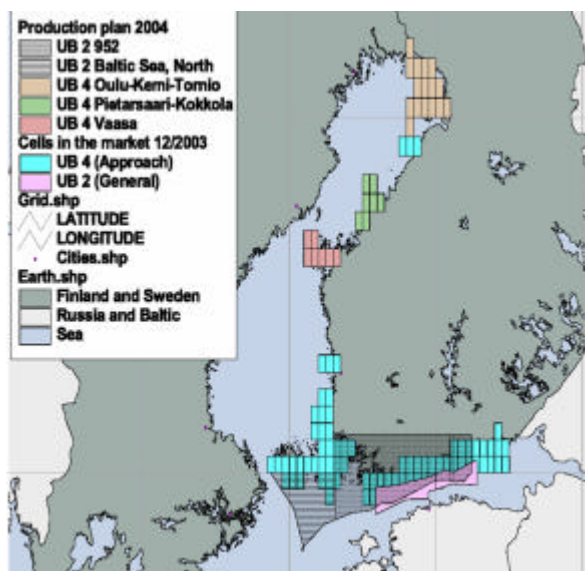 Production plan 2004
UB 2 952
UB 2 Baltic Sea, North
UB 4 Oulu-Kemi-Tornio
UB 4 Pietarsaari-Kokkola
UB 4 Vaasa
Cells in the market 12/2003
UB 4 (Approach)
UB 2 (General)
Grid.shp
LATITUDE
LONGITUDE
Cities.shp
Earth.shp
Finland and Sweden
Russia and Baltic
Sea